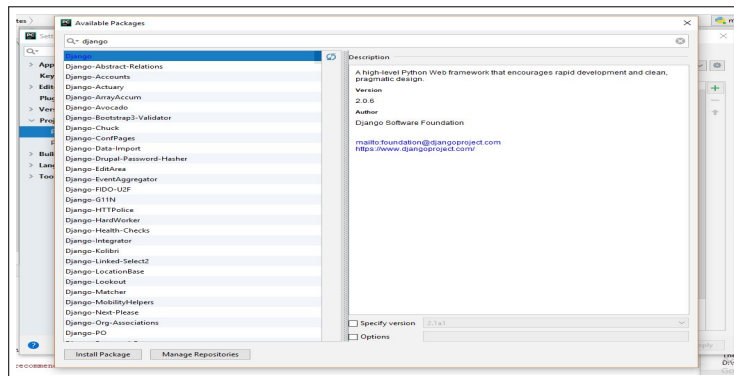 tes
Available Packages
Sett
django
App
Key
Edit
Plug
Ver
Proj
Buil
Lang
Too
Django
Django-Abstract-Relations
Django-Accounts
Django-Actuary
Django-ArrayAccum
Django-Avocado
Django-Bootstrap3-Validator
Django-Chuck
Django-ConfPages
Django-Data-Import
Django-Drupal-Password-Hasher
Django-EditArea
Django-EventAggregator
Django-FIDO-U2F
Django-G11N
Django-HTTPolice
Django-HardWorker
Django-Health-Checks
Django-Integrator
Django-Kolibri
Django-Linked-Select2
Django-LocationBase
Django-Lookout
Django-Matcher
Django-MobilityHelpers
Django-Next-Please
Django-Org-Associations
Django-PO
Description
A high-level Python Web framework that encourages rapid development and clean,
pragmatic design.
Version
2.0.6
Author
Django Software Foundation
mailto:foundation@djangoproject.com
https://www.djangoproject.com/
Specify version 2.1a1
Options
Install Package Manage Repositories
pply
recommen